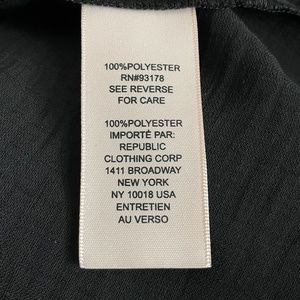 100%POLYESTER
RN#93178
SEE REVERSE
FOR CARE
100%POLYESTER
IMPORTÉ PAR:
REPUBLIC
CLOTHING CORP
1411 BROADWAY
NEW YORK
NY 10018 USA
ENTRETIEN
AU VERSO